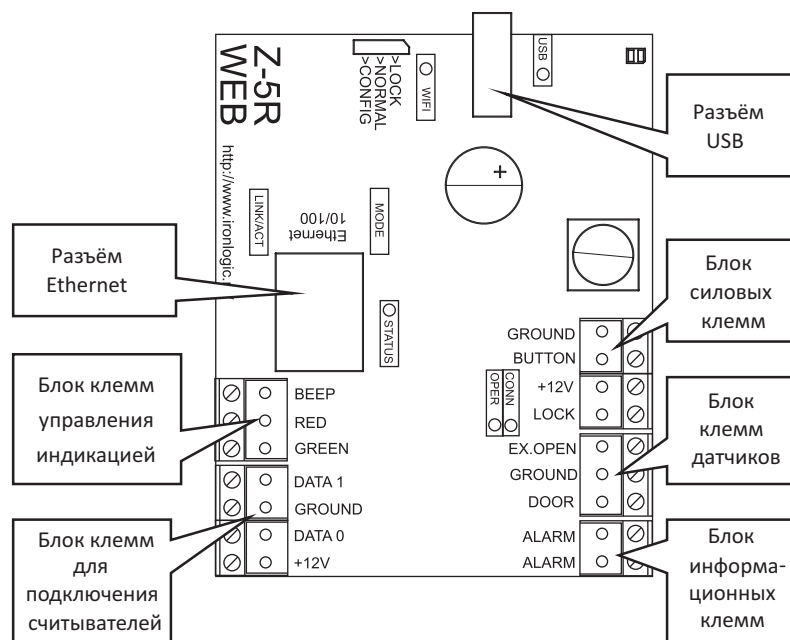 Z-5R
WEB
http://www.ironlogic.
>LOCK
>NORMAL
>CONFIG
WIFI
USB
+
Разъём
USB
LINK/ACT
Ethernet
10/100
MODE
STATUS
Разъём
Ethernet
Блок
силовых
клемм
GROUND
BUTTON
+12V
LOCK
CONN
OPER
EX.OPEN
GROUND
DOOR
ALARM
ALARM
Блок клемм
управления
индикацией
BEEP
RED
GREEN
DATA 1
GROUND
DATA 0
+12V
Блок
клемм
датчиков
Блок клемм
для
подключения
считывателей
Блок
информа-
ционных
клемм